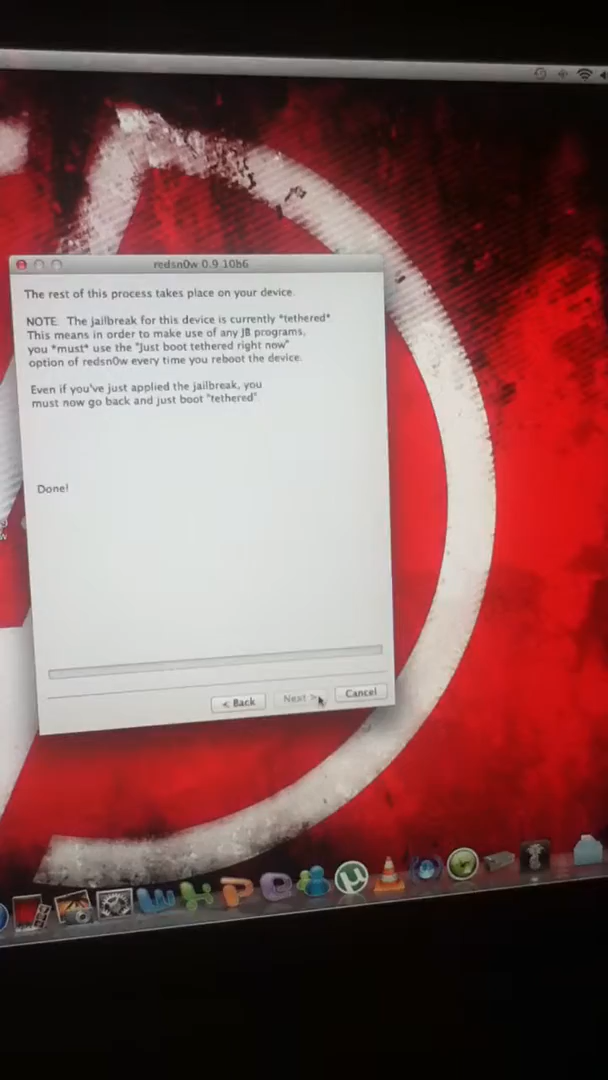 redsn0w 0.9.10b6
The rest of this process takes place on your device.
NOTE. The jailbreak for this device is currently *tethered*
This means in order to make use of any JB programs,
you *must* use the "Just boot tethered right now"
option of redsn0w every time you reboot the device.
Even if you've just applied the jailbreak, you
must now go back and just boot "tethered"
Done!
< Back
Next >
Cancel